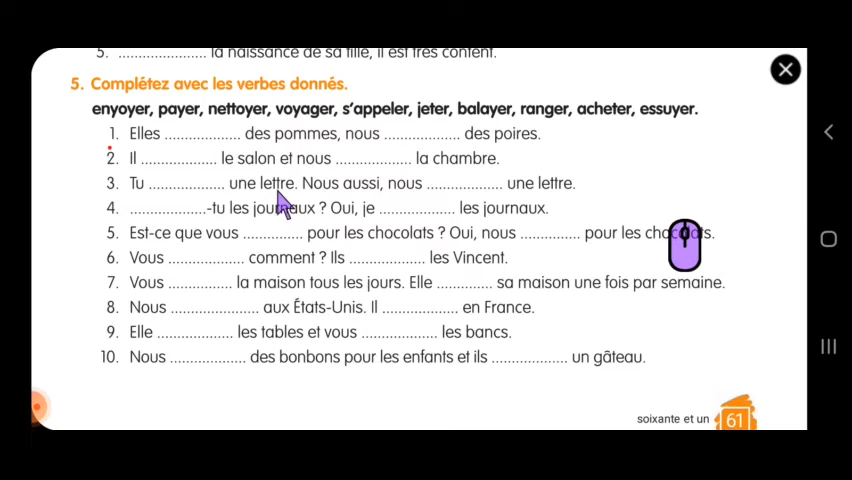 5. ..................... la naissance de sa fille, il est très content.
5. Complétez avec les verbes donnés.
envoyer, payer, nettoyer, voyager, s'appeler, jeter, balayer, ranger, acheter, essuyer.
1. Elles ................... des pommes, nous ................... des poires.
2. Il ................... le salon et nous ................... la chambre.
3. Tu ................... une lettre. Nous aussi, nous ................... une lettre.
4. ...................-tu les journaux ? Oui, je ................... les journaux.
5. Est-ce que vous ............... pour les chocolats ? Oui, nous ............... pour les chocolats.
6. Vous ................... comment ? Ils ................... les Vincent.
7. Vous ................ la maison tous les jours. Elle .............. sa maison une fois par semaine.
8. Nous ...................... aux États-Unis. Il ................... en France.
9. Elle ................... les tables et vous ................... les bancs.
10. Nous ................... des bonbons pour les enfants et ils ................... un gâteau.
soixante et un 61